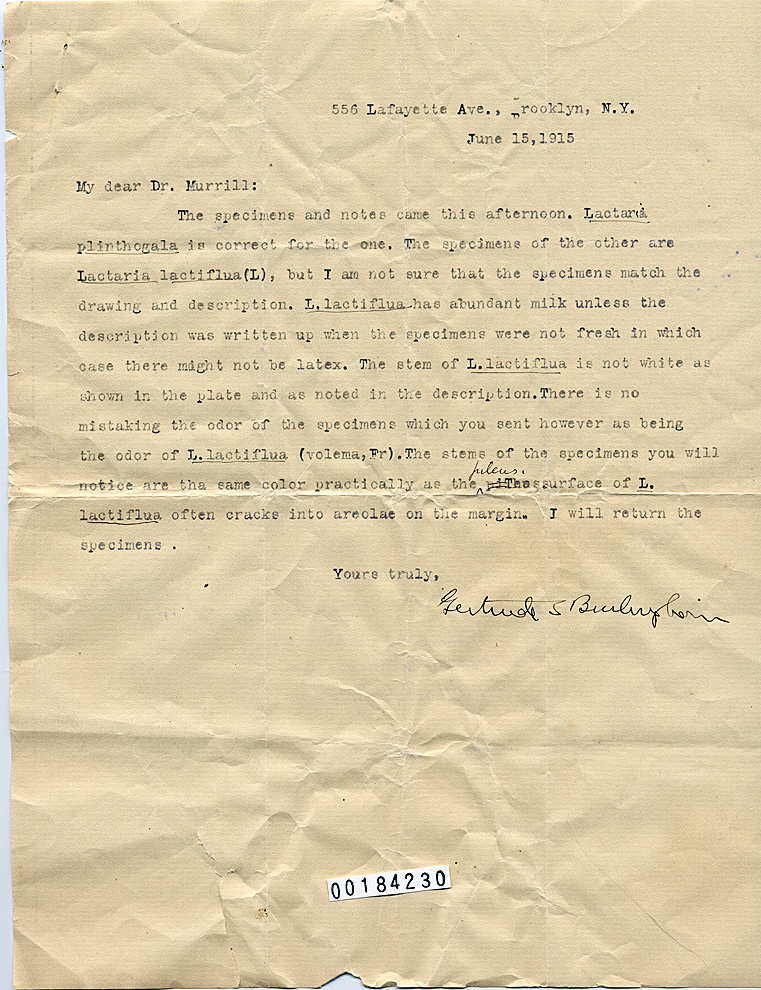 556 Lafayette Ave., Brooklyn, N.Y.
June 15,1915
My dear Dr. Murrill:
The specimens and notes came this afternoon. Lactaria
plinthogala is correct for the one. The specimens of the other are
Lactaria lactiflua(L), but I am not sure that the specimens match the
drawing and description. L.lactiflua has abundant milk unless the
description was written up when the specimens were not fresh in which
case there might not be latex. The stem of L.lactiflua is not white as
shown in the plate and as noted in the description.There is no
mistaking the odor of the specimens which you sent however as being
the odor of L.lactiflua (volema,Fr).The stems of the specimens you will
pileus.
notice are tha same color practically as the The surface of L.
lactiflua often cracks into areolae on the margin. I will return the
specimens .
Yours truly,
Gertrude S Burlingham
00184230